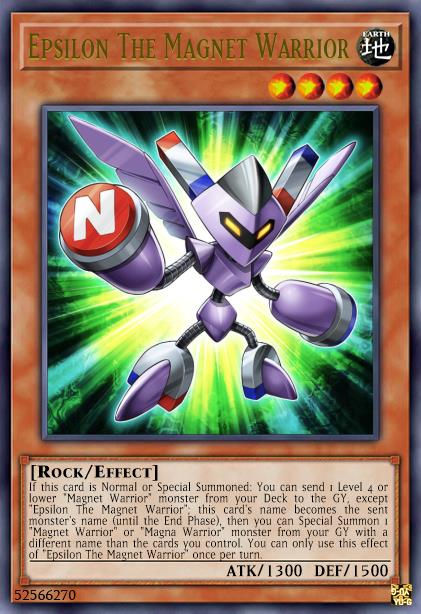 Epsilon The Magnet Warrior
EARTH
地
N
[Rock/Effect]
If this card is Normal or Special Summoned: You can send 1 Level 4 or
lower "Magnet Warrior" monster from your Deck to the GY, except
"Epsilon The Magnet Warrior"; this card's name becomes the sent
monster's name (until the End Phase), then you can Special Summon 1
"Magnet Warrior" or "Magna Warrior" monster from your GY with a
different name than the cards you control. You can only use this effect
of "Epsilon The Magnet Warrior" once per turn.
ATK/1300 DEF/1500
52566270